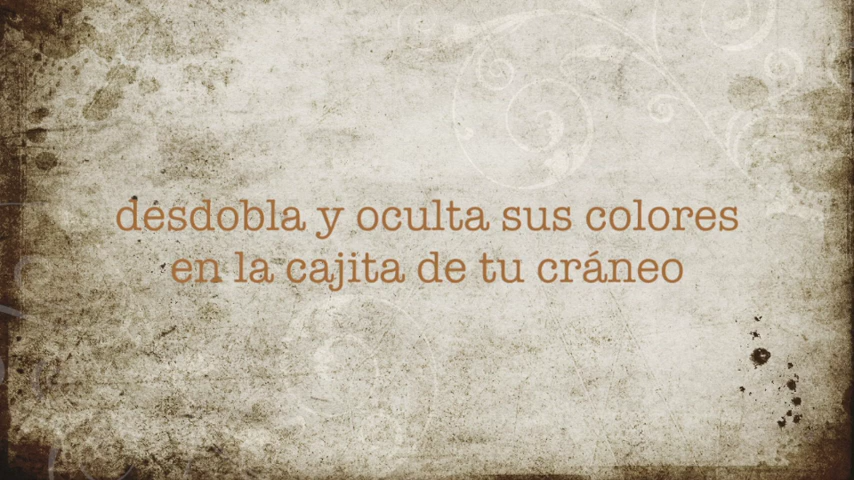 desdobla y oculta sus colores
en la cajita de tu cráneo